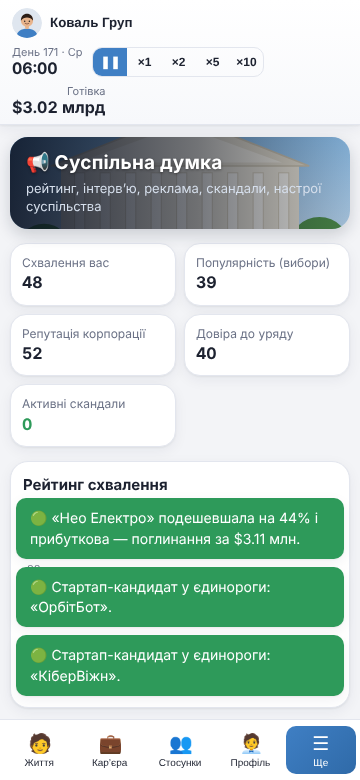 Коваль Груп
День 171 · Ср
06:00
×1
×2
×5
×10
Готівка
$3.02 млрд
Суспільна думка
рейтинг, інтерв'ю, реклама, скандали, настрої
суспільства
Схвалення вас
48
Популярність (вибори)
39
Репутація корпорації
52
Довіра до уряду
40
Активні скандали
0
Рейтинг схвалення
«Нео Електро» подешевшала на 44% і
прибуткова — поглинання за $3.11 млн.
Стартап-кандидат у єдинороги:
«ОрбітБот».
Стартап-кандидат у єдинороги:
«КіберВіжн».
Життя
Кар'єра
Стосунки
Профіль
Ще